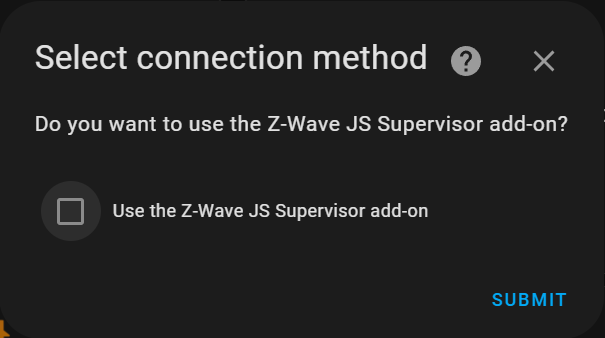 Select connection method ?
Do you want to use the Z-Wave JS Supervisor add-on?
Use the Z-Wave JS Supervisor add-on
SUBMIT